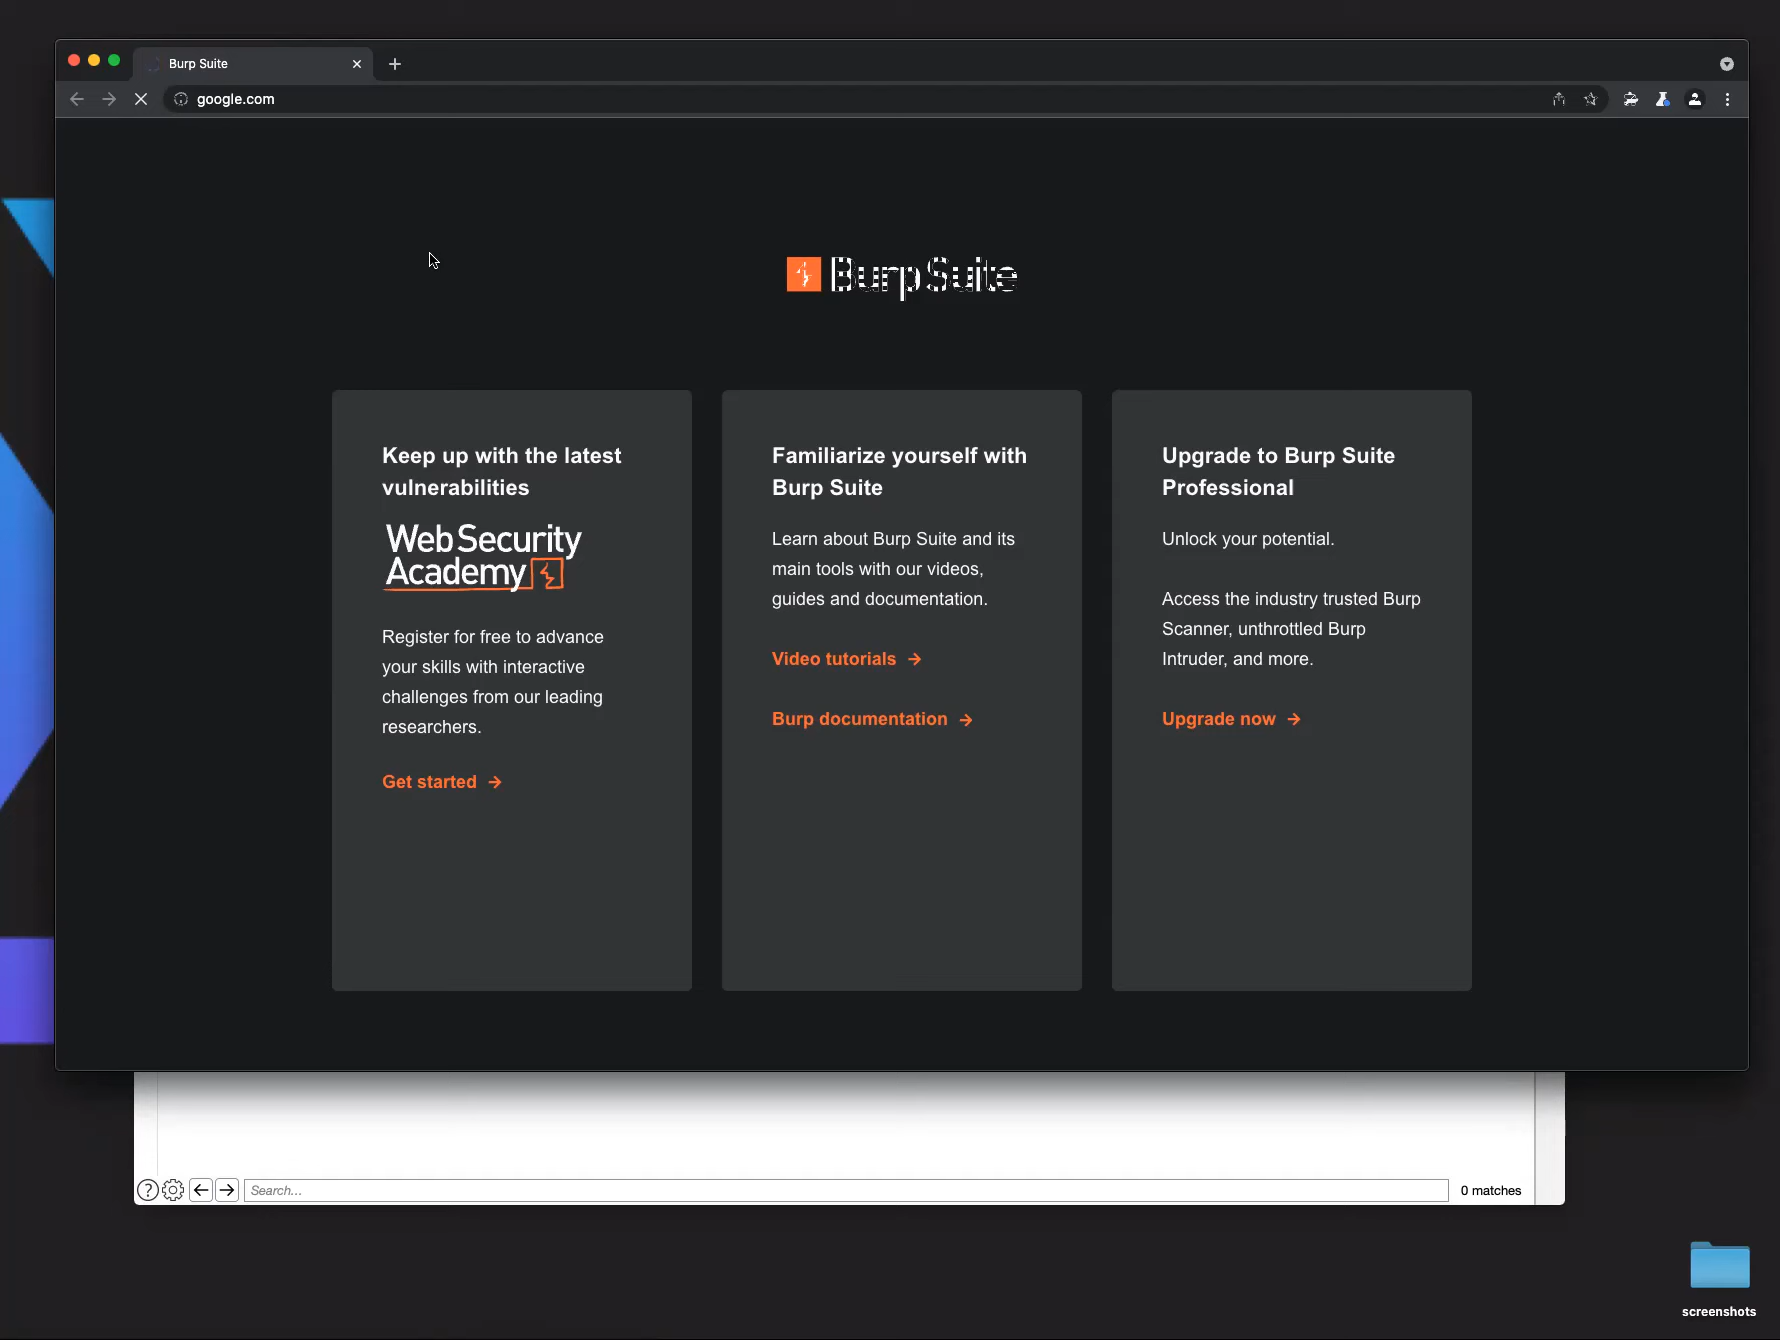 Burp Suite
google.com
Burp Suite
Keep up with the latest
vulnerabilities
Web Security
Academy
Register for free to advance
your skills with interactive
challenges from our leading
researchers.
Get started →
Familiarize yourself with
Burp Suite
Learn about Burp Suite and its
main tools with our videos,
guides and documentation.
Video tutorials →
Burp documentation →
Upgrade to Burp Suite
Professional
Unlock your potential.
Access the industry trusted Burp
Scanner, unthrottled Burp
Intruder, and more.
Upgrade now →
Search...
0 matches
screenshots